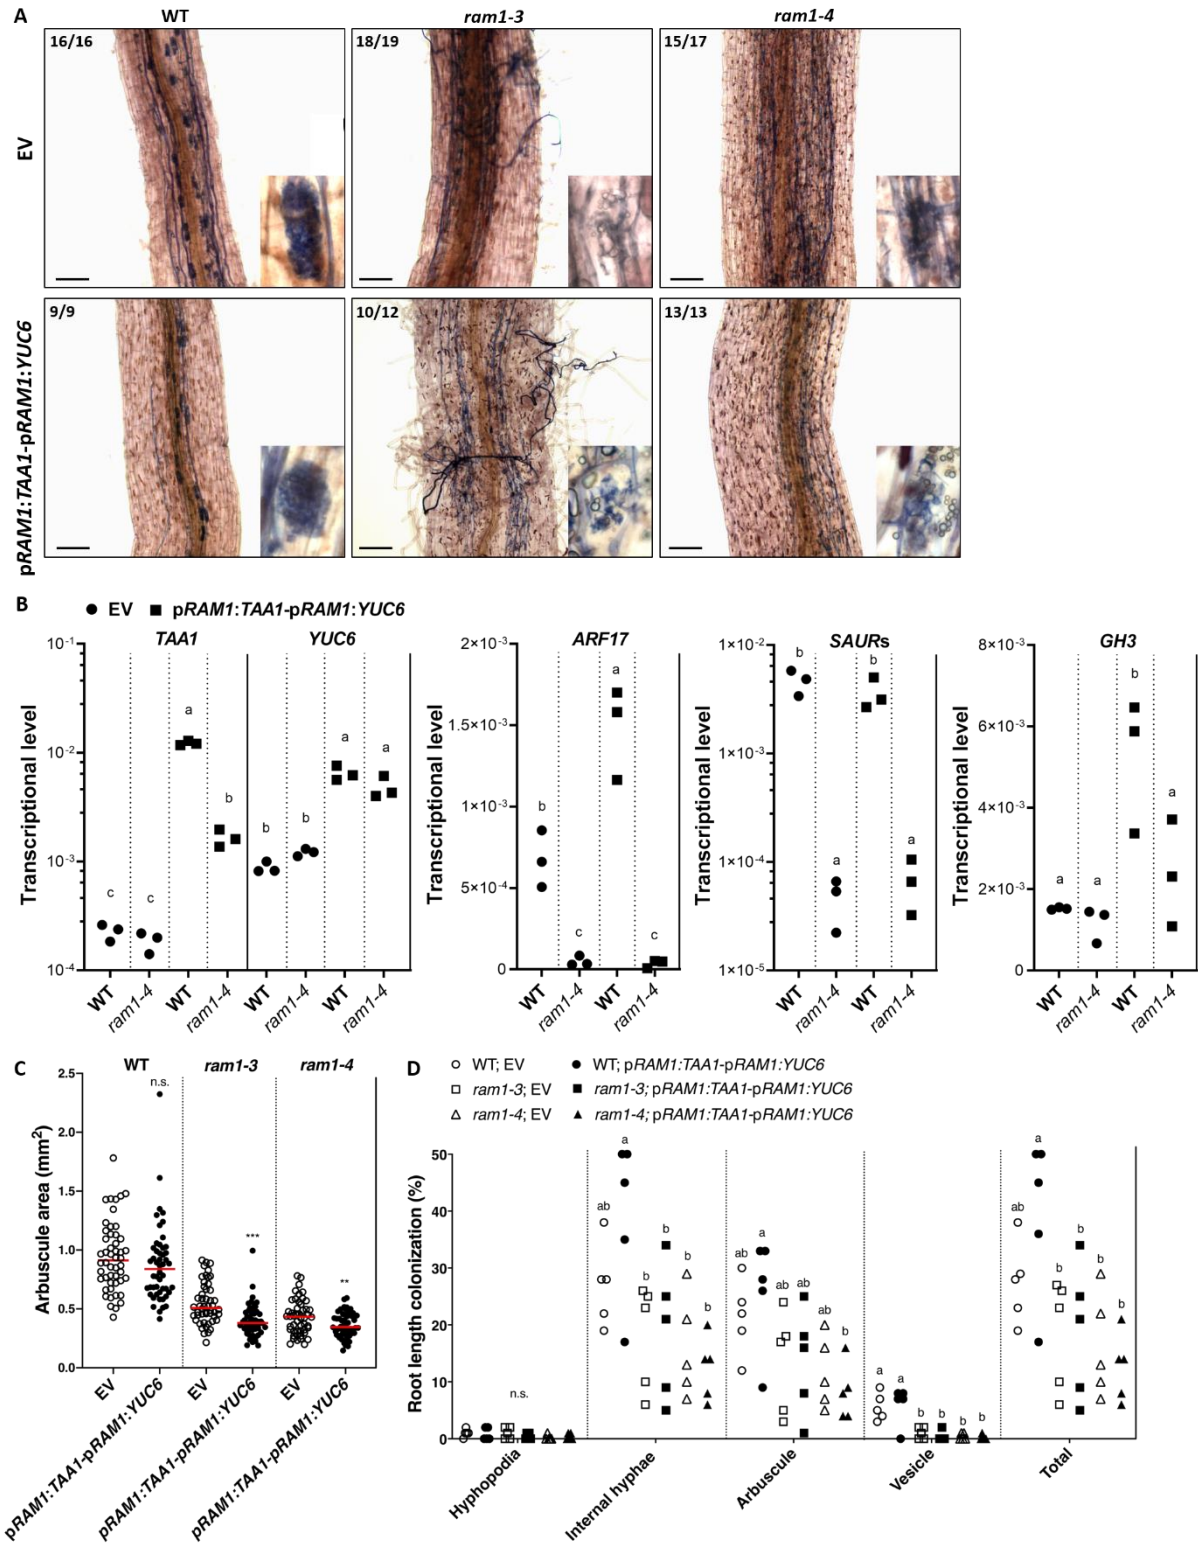 A
WT ram1-3 ram1-4
EV
16/16 18/19 15/17
pRAM1:TAA1-pRAM1:YUC6
9/9 10/12 13/13
B
● EV ■ pRAM1:TAA1-pRAM1:YUC6
TAA1 YUC6
Transcriptional level
10⁻¹
10⁻²
10⁻³
10⁻⁴
c c a b b b a a
WT ram1-4 WT ram1-4 WT ram1-4 WT ram1-4
ARF17
Transcriptional level
2×10⁻³
1.5×10⁻³
1×10⁻³
5×10⁻⁴
0
b c a c
WT ram1-4 WT ram1-4
SAURs
Transcriptional level
1×10⁻²
1×10⁻³
1×10⁻⁴
1×10⁻⁵
b a b a
WT ram1-4 WT ram1-4
GH3
Transcriptional level
8×10⁻³
6×10⁻³
4×10⁻³
2×10⁻³
0
a a b a
WT ram1-4 WT ram1-4
C
WT ram1-3 ram1-4
Arbuscule area (mm²)
2.5
2.0
1.5
1.0
0.5
0.0
n.s. *** **
EV pRAM1:TAA1-pRAM1:YUC6 EV pRAM1:TAA1-pRAM1:YUC6 EV pRAM1:TAA1-pRAM1:YUC6
D
○ WT; EV ● WT; pRAM1:TAA1-pRAM1:YUC6
□ ram1-3; EV ■ ram1-3; pRAM1:TAA1-pRAM1:YUC6
△ ram1-4; EV ▲ ram1-4; pRAM1:TAA1-pRAM1:YUC6
Root length colonization (%)
50
40
30
20
10
0
n.s.
ab a b b b b
ab a ab ab ab b
a a b b b b
ab a b b b b
Hyphopodia Internal hyphae Arbuscule Vesicle Total